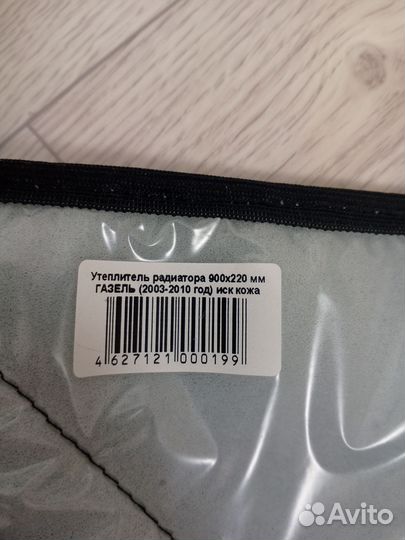 Утеплитель радиатора 900х220 мм
ГАЗЕЛЬ (2003-2010 год) иск кожа
4 627121 000199
Avito